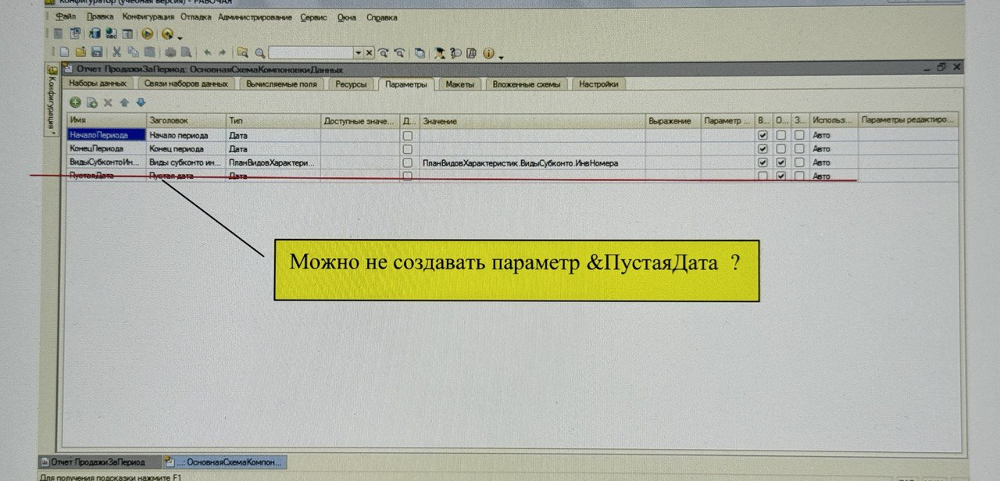 Конфигуратор (учебная версия) - РАБОЧАЯ
Файл Правка Конфигурация Отладка Администрирование Сервис Окна Справка
Отчет ПродажиЗаПериод: ОсновнаяСхемаКомпоновкиДанных
Конфигурация
Наборы данных Связи наборов данных Вычисляемые поля Ресурсы Параметры Макеты Вложенные схемы Настройки
Имя Заголовок Тип Доступные значе... Д... Значение Выражение Параметр ... В... О... З... Использ... Параметры редактиро...
НачалоПериода Начало периода Дата Авто
КонецПериода Конец периода Дата Авто
ВидыСубконтоИн... Виды субконто ин... ПланВидовХарактери... ПланВидовХарактеристик.ВидыСубконто.ИнвНомера Авто
ПустаяДата Пустая дата Дата Авто
Можно не создавать параметр &ПустаяДата ?
Отчет ПродажиЗаПериод ...: ОсновнаяСхемаКомпон...
Для получения подсказки нажмите F1